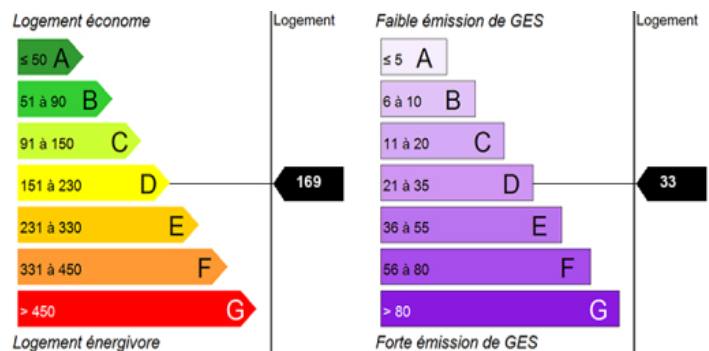 Logement économe
Logement
≤ 50 A
51 à 90 B
91 à 150 C
151 à 230 D
169
231 à 330 E
331 à 450 F
> 450 G
Logement énergivore
Faible émission de GES
Logement
≤ 5 A
6 à 10 B
11 à 20 C
21 à 35 D
33
36 à 55 E
56 à 80 F
> 80 G
Forte émission de GES